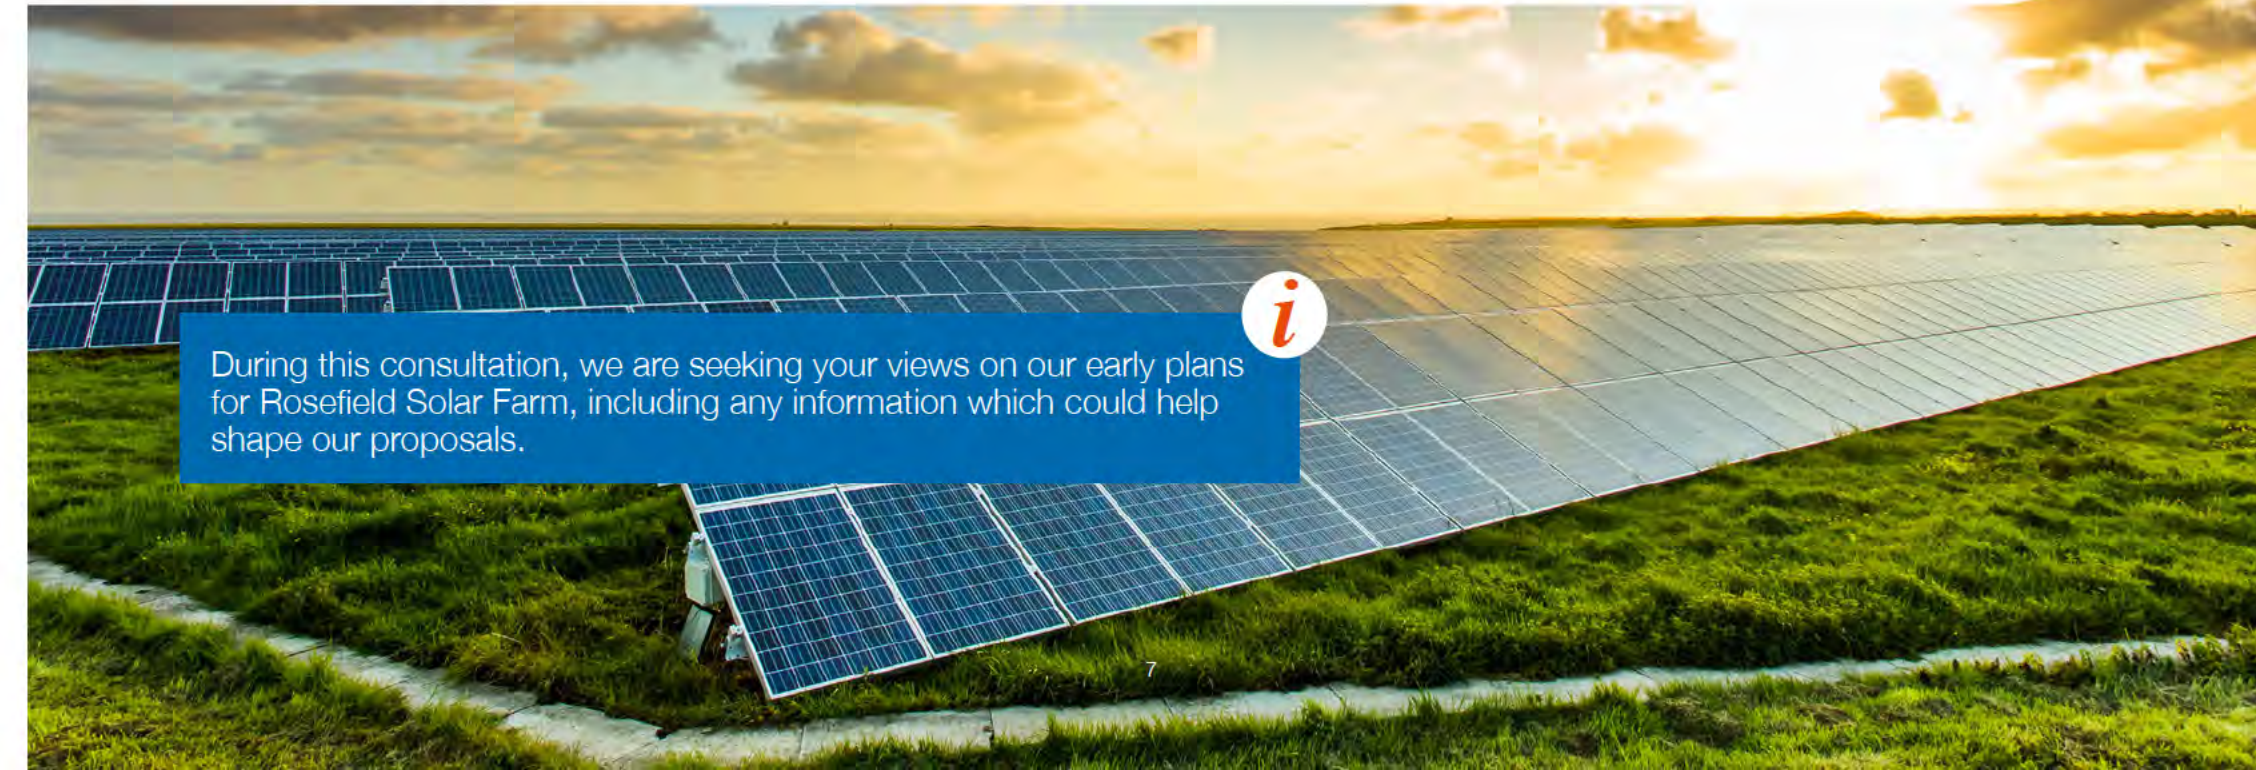 i
During this consultation, we are seeking your views on our early plans
for Rosefield Solar Farm, including any information which could help
shape our proposals.
7